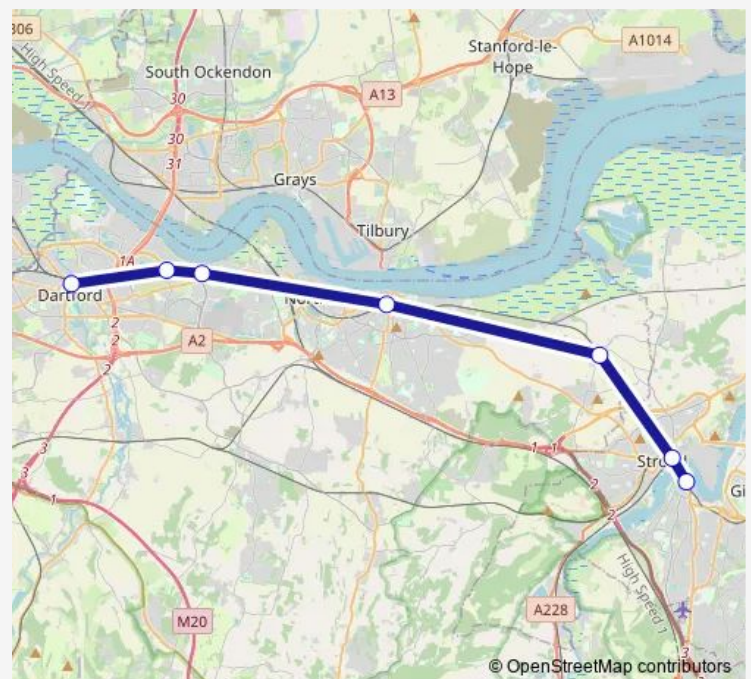 306
High Speed 1
South Ockendon
Stanford-le-
Hope
A1014
A13
30
30
31
Grays
Tilbury
1A
Dartford
North
2
2
2
A2
3
3
1
1
1
Stro d
Gi
2
2
A228
High Speed 1
M20
3
© OpenStreetMap contributors